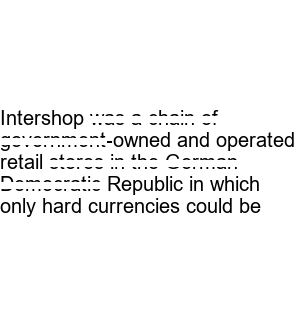 Intershop was a chain of
government-owned and operated
retail stores in the German
Democratic Republic in which
only hard currencies could be